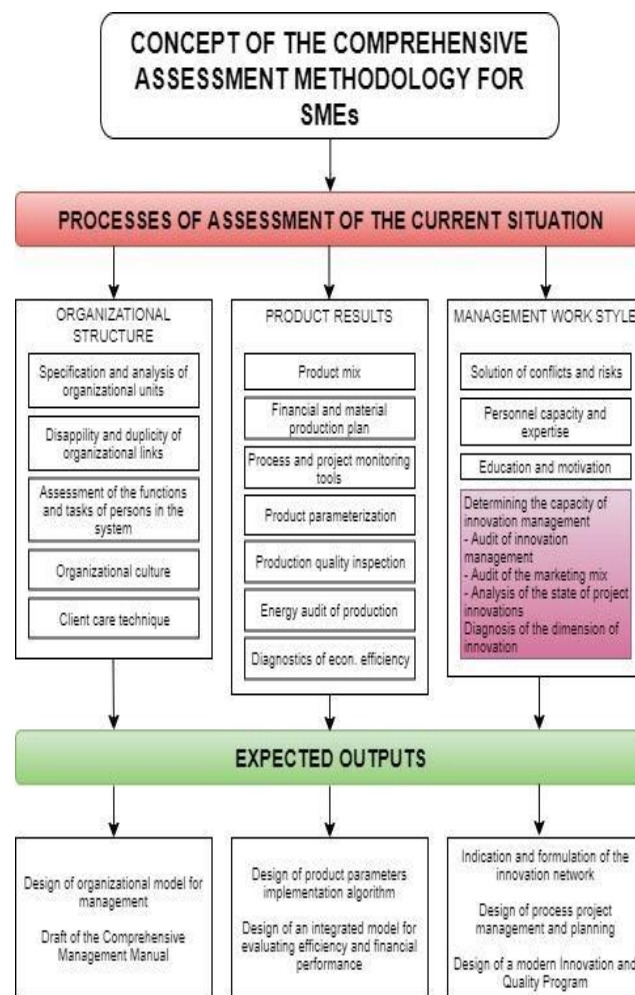 CONCEPT OF THE COMPREHENSIVE
ASSESSMENT METHODOLOGY FOR
SMEs
PROCESSES OF ASSESSMENT OF THE CURRENT SITUATION
ORGANIZATIONAL
STRUCTURE
Specification and analysis of
organizational units
Disappility and duplicity of
organizational links
Assessment of the functions
and tasks of persons in the
system
Organizational culture
Client care technique
PRODUCT RESULTS
Product mix
Financial and material
production plan
Process and project monitoring
tools
Product parameterization
Production quality inspection
Energy audit of production
Diagnostics of econ. efficiency
MANAGEMENT WORK STYLE
Solution of conflicts and risks
Personnel capacity and
expertise
Education and motivation
Determining the capacity of
innovation management
- Audit of innovation
management
- Audit of the marketing mix
- Analysis of the state of project
innovations
Diagnosis of the dimension of
innovation
EXPECTED OUTPUTS
Design of organizational model for
management
Draft of the Comprehensive
Management Manual
Design of product parameters
implementation algorithm
Design of an integrated model for
evaluating efficiency and financial
performance
Indication and formulation of the
innovation network
Design of process project
management and planning
Design of a modern Innovation and
Quality Program